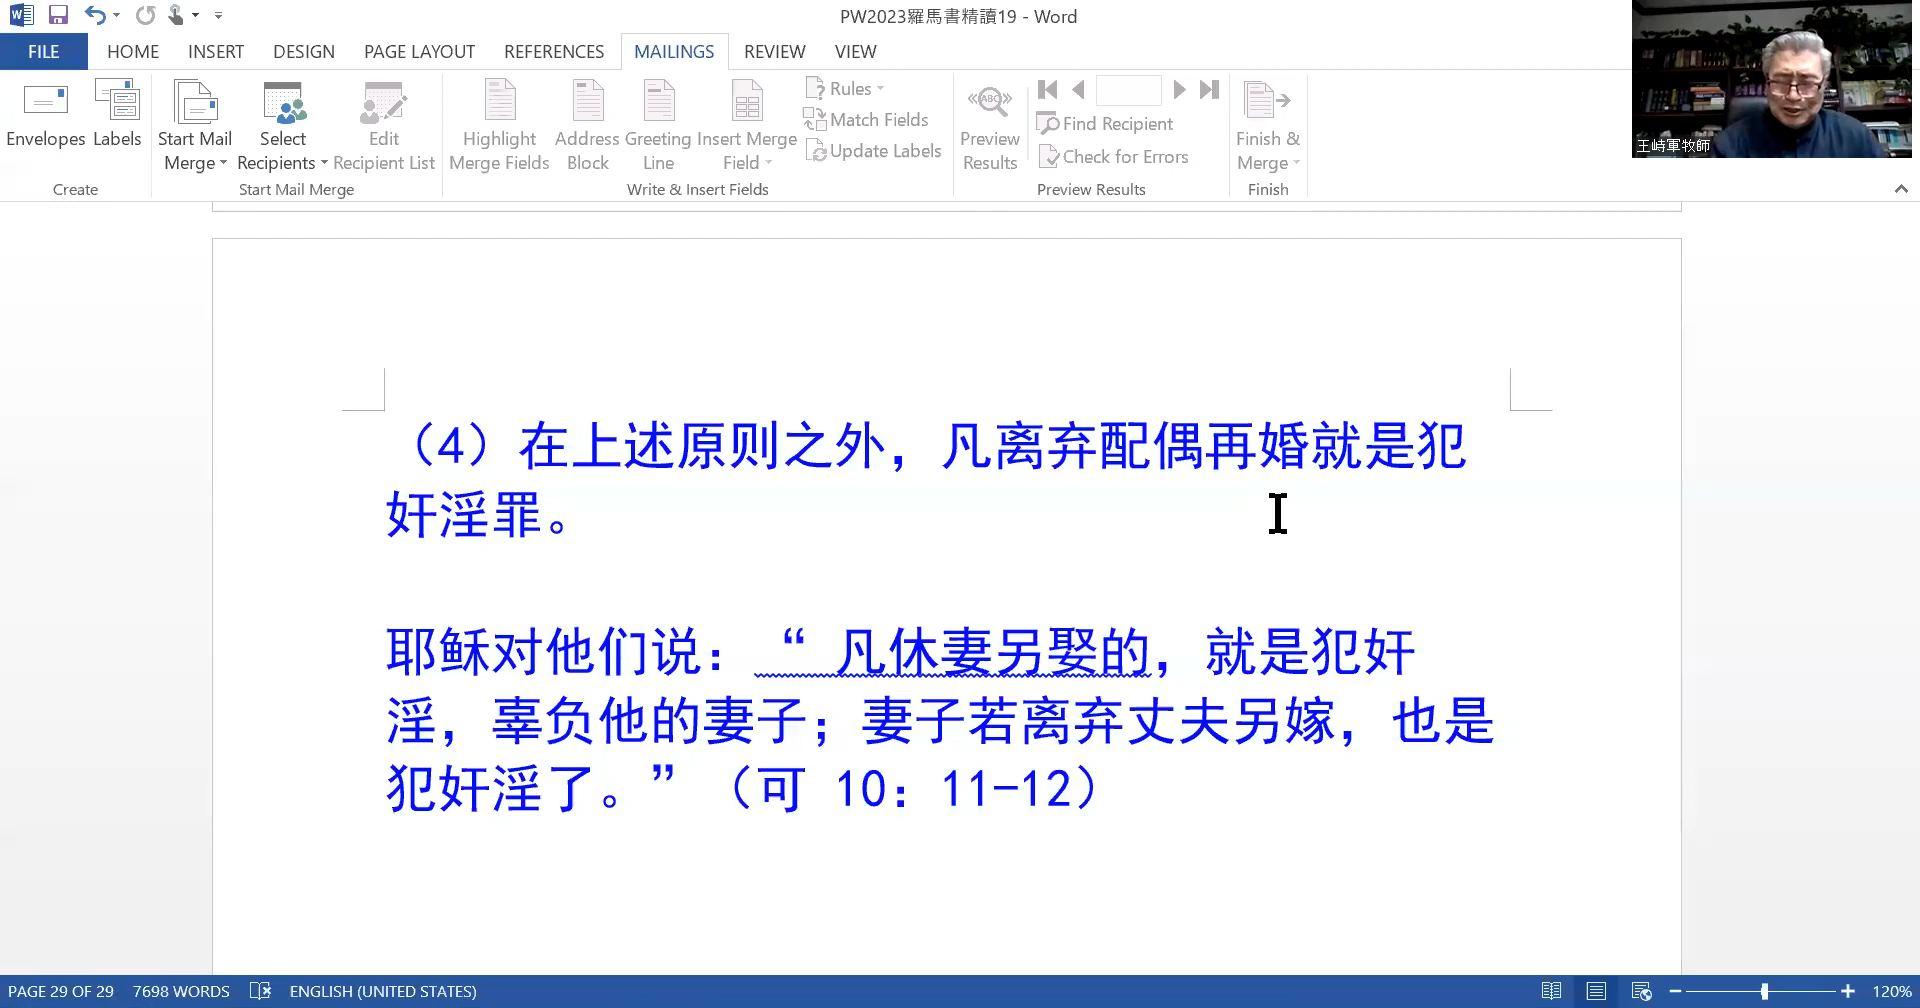 PW2023羅馬書精讀19 - Word
FILE
HOME
INSERT
DESIGN
PAGE LAYOUT
REFERENCES
MAILINGS
REVIEW
VIEW
Envelopes
Labels
Create
Start Mail
Merge
Select
Recipients
Edit
Recipient List
Start Mail Merge
Highlight
Merge Fields
Address
Block
Greeting
Line
Insert Merge
Field
Rules
Match Fields
Update Labels
Write & Insert Fields
ABC
Preview
Results
Find Recipient
Check for Errors
Preview Results
Finish &
Merge
Finish
王峙軍牧師
（4）在上述原则之外，凡离弃配偶再婚就是犯
奸淫罪。
耶稣对他们说：“ 凡休妻另娶的，就是犯奸
淫，辜负他的妻子；妻子若离弃丈夫另嫁，也是
犯奸淫了。”（可 10：11-12）
PAGE 29 OF 29
7698 WORDS
ENGLISH (UNITED STATES)
120%